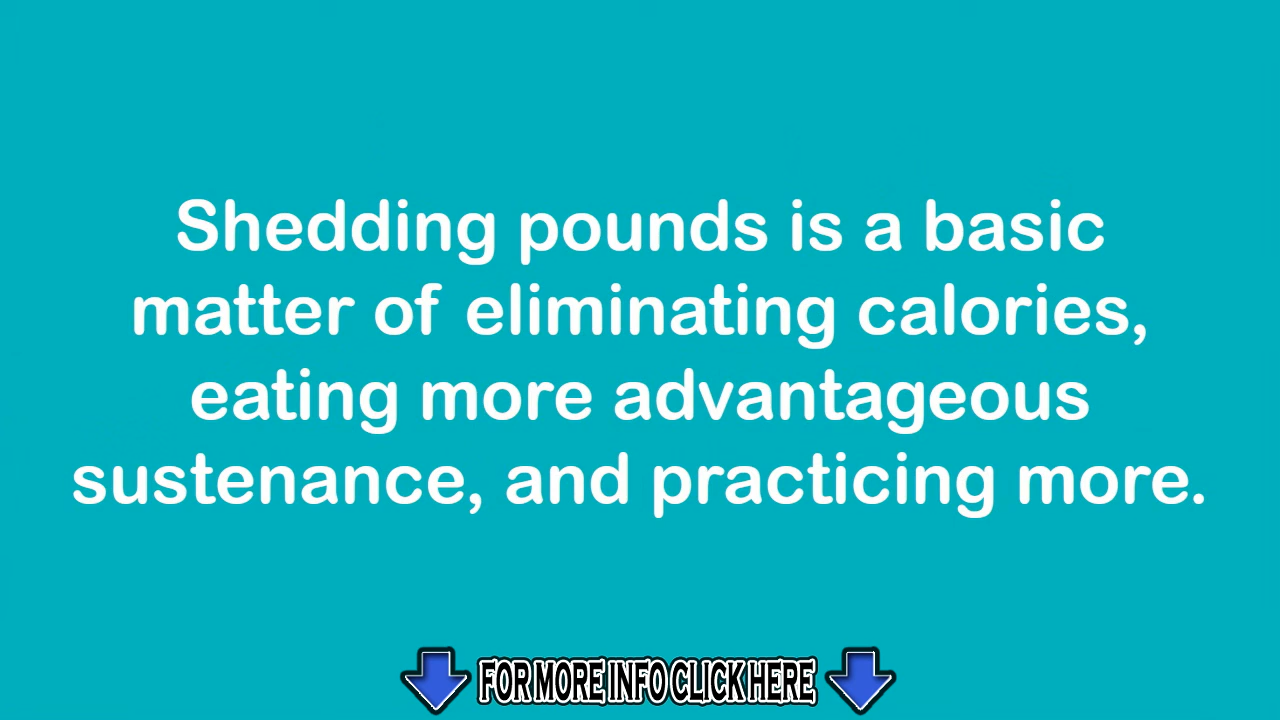 Shedding pounds is a basic
matter of eliminating calories,
eating more advantageous
sustenance, and practicing more.
FOR MORE INFO CLICK HERE